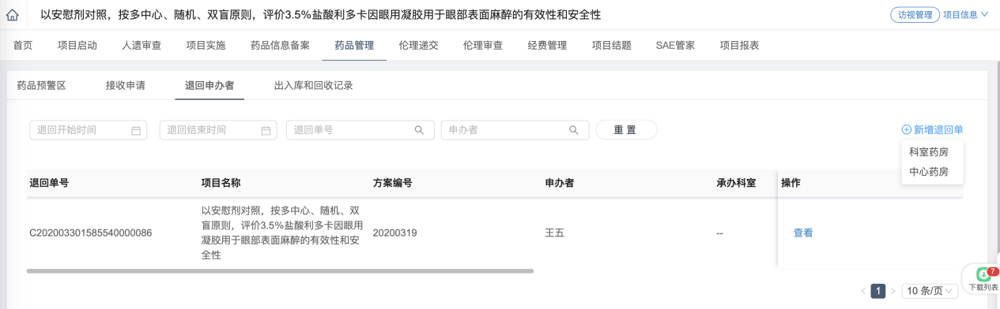 以安慰剂对照，按多中心、随机、双盲原则，评价3.5%盐酸利多卡因眼用凝胶用于眼部表面麻醉的有效性和安全性
访视管理 项目信息
首页 项目启动 人遗审查 项目实施 药品信息备案 药品管理 伦理递交 伦理审查 经费管理 项目结题 SAE管家 项目报表
药品预警区 接收申请 退回申办者 出入库和回收记录
退回开始时间 退回结束时间 退回单号 申办者 重置 新增退回单
科室药房
中心药房
退回单号 项目名称 方案编号 申办者 承办科室 操作
以安慰剂对照，按多中心、随机、双
盲原则，评价3.5%盐酸利多卡因眼用
凝胶用于眼部表面麻醉的有效性和安
全性
C202003301585540000086 20200319 王五 -- 查看
7
下载列表
< 1 > 10 条/页